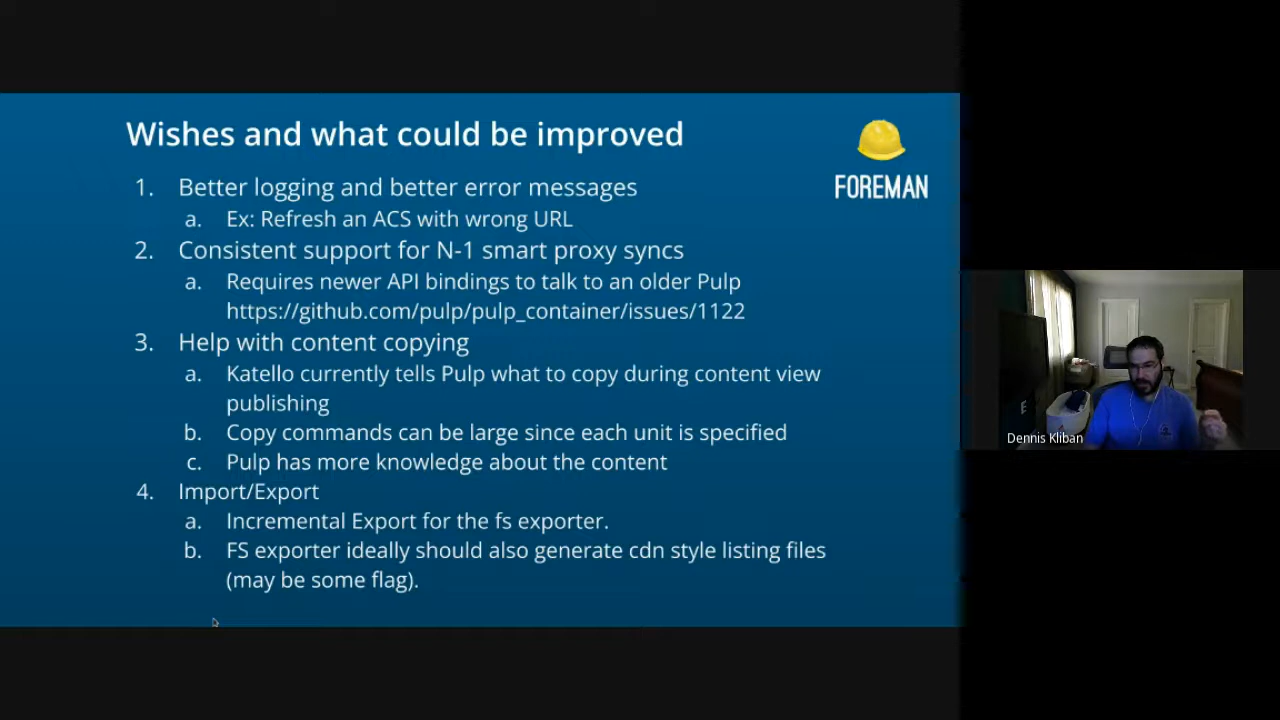 Wishes and what could be improved
FOREMAN
1. Better logging and better error messages
a. Ex: Refresh an ACS with wrong URL
2. Consistent support for N-1 smart proxy syncs
a. Requires newer API bindings to talk to an older Pulp
https://github.com/pulp/pulp_container/issues/1122
3. Help with content copying
a. Katello currently tells Pulp what to copy during content view
publishing
b. Copy commands can be large since each unit is specified
c. Pulp has more knowledge about the content
4. Import/Export
a. Incremental Export for the fs exporter.
b. FS exporter ideally should also generate cdn style listing files
(may be some flag).
Dennis Kliban